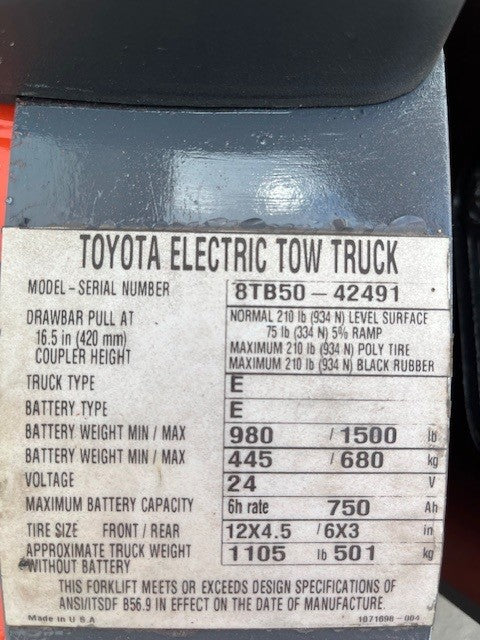 TOYOTA ELECTRIC TOW TRUCK
MODEL - SERIAL NUMBER 8TB50 - 42491
DRAWBAR PULL AT NORMAL 210 lb (934 N) LEVEL SURFACE
16.5 in (420 mm) 75 lb (334 N) 5% RAMP
COUPLER HEIGHT MAXIMUM 210 lb (934 N) POLY TIRE
MAXIMUM 210 lb (934 N) BLACK RUBBER
TRUCK TYPE E
BATTERY TYPE E
BATTERY WEIGHT MIN / MAX 980 / 1500 lb
BATTERY WEIGHT MIN / MAX 445 / 680 kg
VOLTAGE 24 V
MAXIMUM BATTERY CAPACITY 6h rate 750 Ah
TIRE SIZE FRONT / REAR 12X4.5 / 6X3 in
APPROXIMATE TRUCK WEIGHT 1105 lb 501 kg
WITHOUT BATTERY
THIS FORKLIFT MEETS OR EXCEEDS DESIGN SPECIFICATIONS OF
ANSI/ITSDF B56.9 IN EFFECT ON THE DATE OF MANUFACTURE
Made in U S A 1871698 - 004